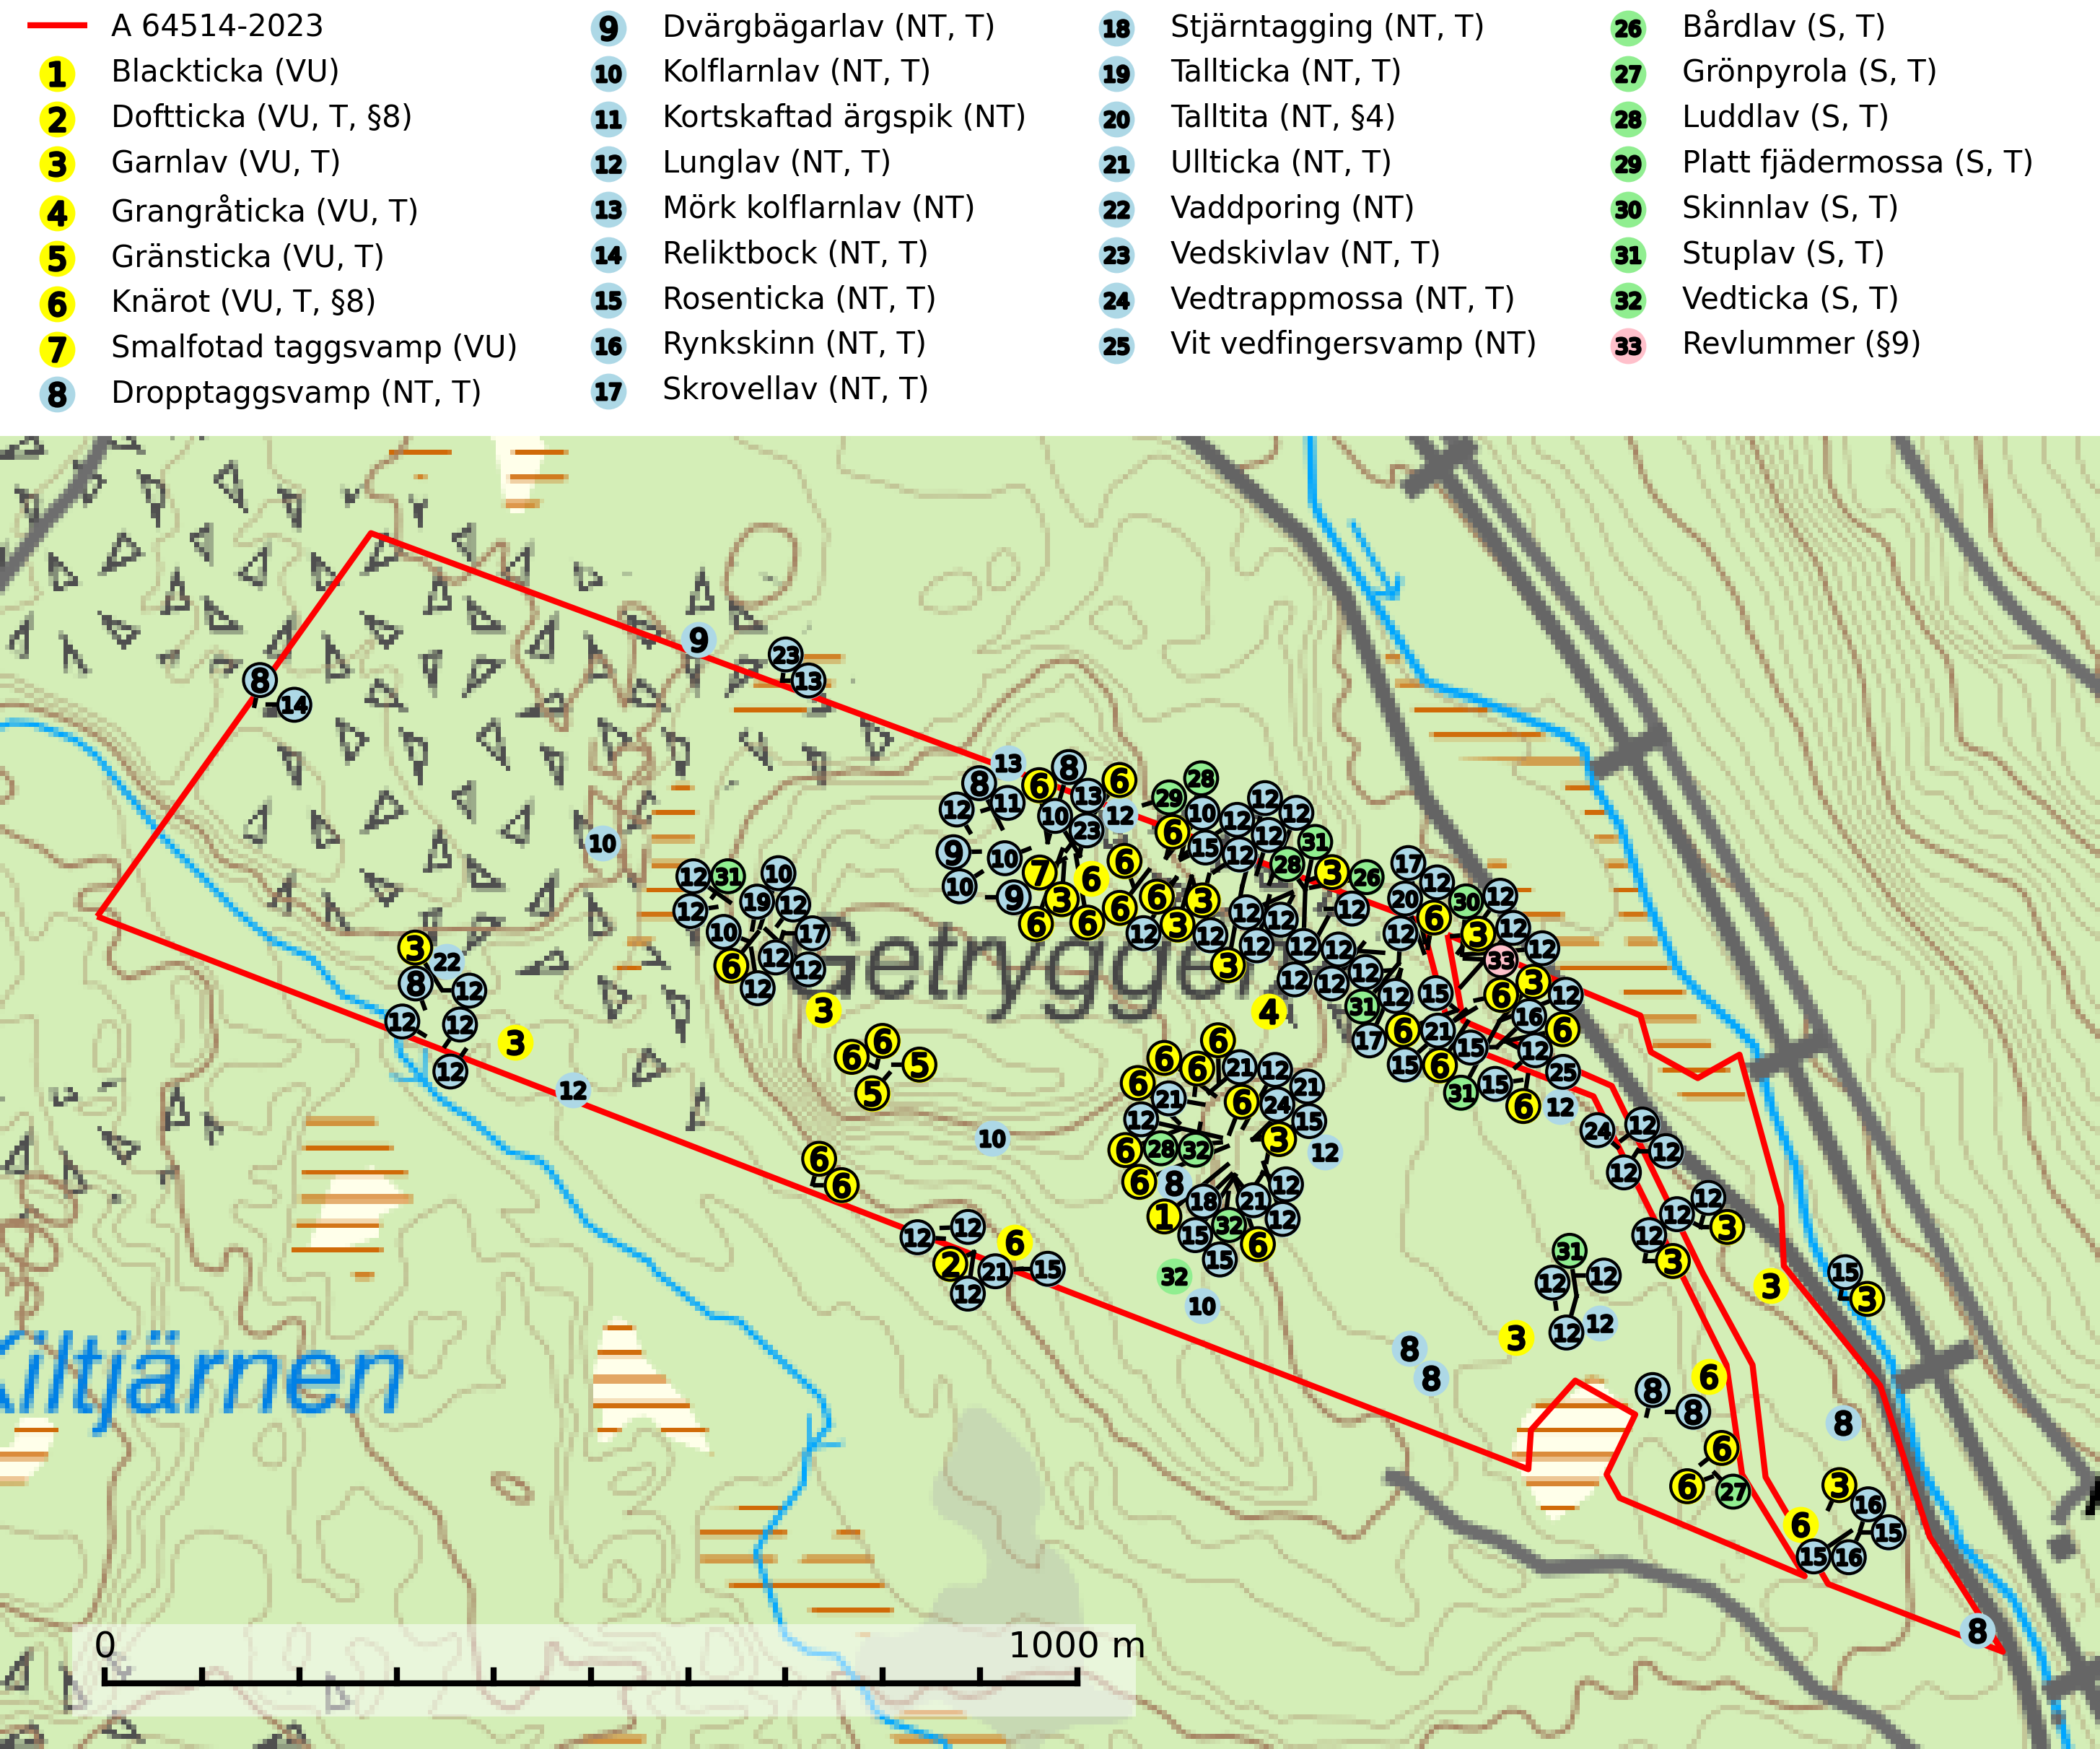 A 64514-2023
1 Blackticka (VU)
2 Doftticka (VU, T, §8)
3 Garnlav (VU, T)
4 Grangråticka (VU, T)
5 Gränsticka (VU, T)
6 Knärot (VU, T, §8)
7 Smalfotad taggsvamp (VU)
8 Dropptaggsvamp (NT, T)
9 Dvärgbägarlav (NT, T)
10 Kolflarnlav (NT, T)
11 Kortskaftad ärgspik (NT)
12 Lunglav (NT, T)
13 Mörk kolflarnlav (NT)
14 Reliktbock (NT, T)
15 Rosenticka (NT, T)
16 Rynkskinn (NT, T)
17 Skrovellav (NT, T)
18 Stjärntagging (NT, T)
19 Tallticka (NT, T)
20 Talltita (NT, §4)
21 Ullticka (NT, T)
22 Vaddporing (NT)
23 Vedskivlav (NT, T)
24 Vedtrappmossa (NT, T)
25 Vit vedfingersvamp (NT)
26 Bårdlav (S, T)
27 Grönpyrola (S, T)
28 Luddlav (S, T)
29 Platt fjädermossa (S, T)
30 Skinnlav (S, T)
31 Stuplav (S, T)
32 Vedticka (S, T)
33 Revlummer (§9)
Getryggen
Kiltjärnen
0 1000 m